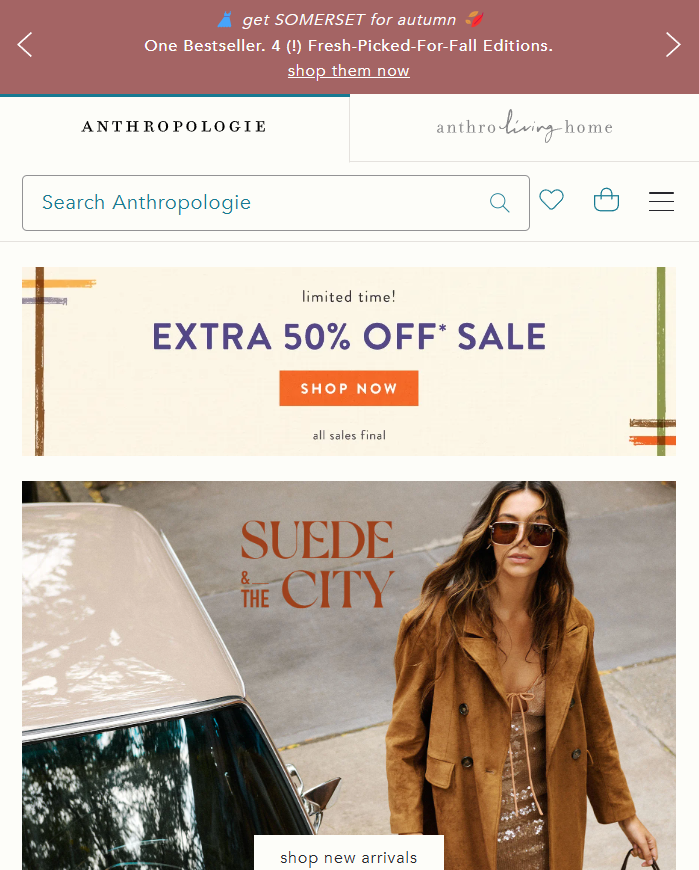 get SOMERSET for autumn
One Bestseller. 4 (!) Fresh-Picked-For-Fall Editions.
shop them now
ANTHROPOLOGIE
anthro living home
Search Anthropologie
limited time!
EXTRA 50% OFF* SALE
SHOP NOW
all sales final
SUEDE
& THE CITY
shop new arrivals